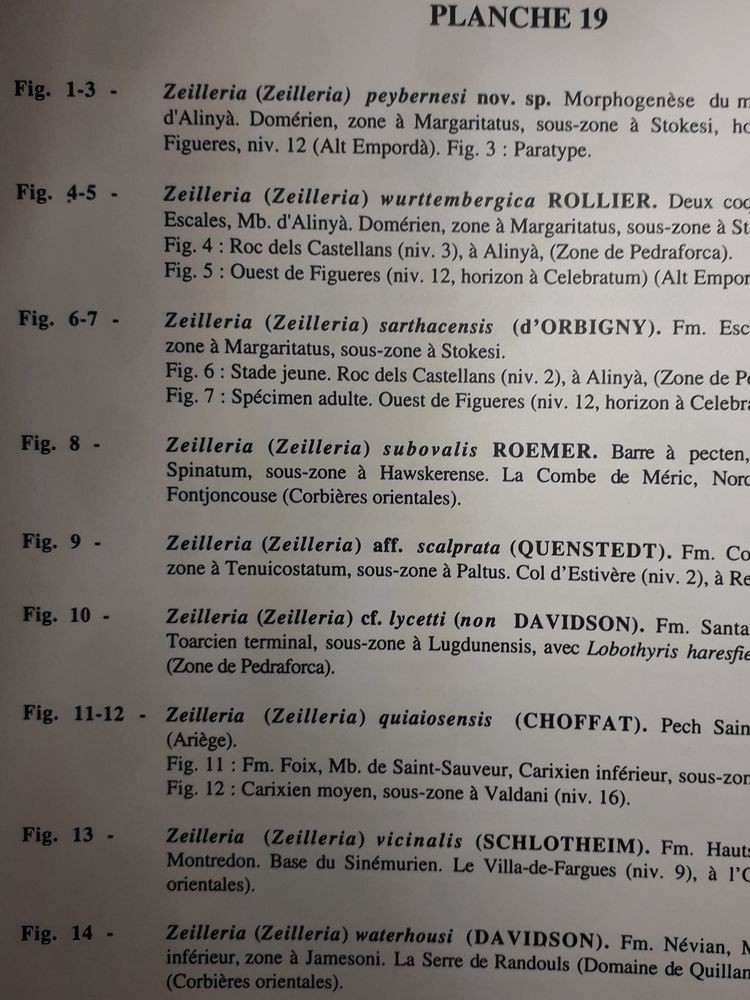 PLANCHE 19
Fig. 1-3 - Zeilleria (Zeilleria) peybernesi nov. sp. Morphogenèse du
d'Alinyà. Domérien, zone à Margaritatus, sous-zone à Stokesi,
Figueres, niv. 12 (Alt Empordà). Fig. 3 : Paratype.
Fig. 4-5 - Zeilleria (Zeilleria) wurttembergica ROLLIER. Deux
Escales, Mb. d'Alinyà. Domérien, zone à Margaritatus, sous-zone à
Fig. 4 : Roc dels Castellans (niv. 3), à Alinyà, (Zone de Pedraforca).
Fig. 5 : Ouest de Figueres (niv. 12, horizon à Celebratum) (Alt
Fig. 6-7 - Zeilleria (Zeilleria) sarthacensis (d'ORBIGNY). Fm.
zone à Margaritatus, sous-zone à Stokesi.
Fig. 6 : Stade jeune. Roc dels Castellans (niv. 2), à Alinyà, (Zone de
Fig. 7 : Spécimen adulte. Ouest de Figueres (niv. 12, horizon à
Fig. 8 - Zeilleria (Zeilleria) subovalis ROEMER. Barre à pecten,
Spinatum, sous-zone à Hawskerense. La Combe de Méric,
Fontjoncouse (Corbières orientales).
Fig. 9 - Zeilleria (Zeilleria) aff. scalprata (QUENSTEDT). Fm.
zone à Tenuicostatum, sous-zone à Paltus. Col d'Estivère (niv. 2), à
Fig. 10 - Zeilleria (Zeilleria) cf. lycetti (non DAVIDSON). Fm. Santa
Toarcien terminal, sous-zone à Lugdunensis, avec Lobothyris
(Zone de Pedraforca).
Fig. 11-12 - Zeilleria (Zeilleria) quiaiosensis (CHOFFAT). Pech
(Ariège).
Fig. 11 : Fm. Foix, Mb. de Saint-Sauveur, Carixien inférieur,
Fig. 12 : Carixien moyen, sous-zone à Valdani (niv. 16).
Fig. 13 - Zeilleria (Zeilleria) vicinalis (SCHLOTHEIM). Fm.
Montredon. Base du Sinémurien. Le Villa-de-Fargues (niv. 9), à
orientales).
Fig. 14 - Zeilleria (Zeilleria) waterhousi (DAVIDSON). Fm. Névian,
inférieur, zone à Jamesoni. La Serre de Randouls (Domaine de
(Corbières orientales).